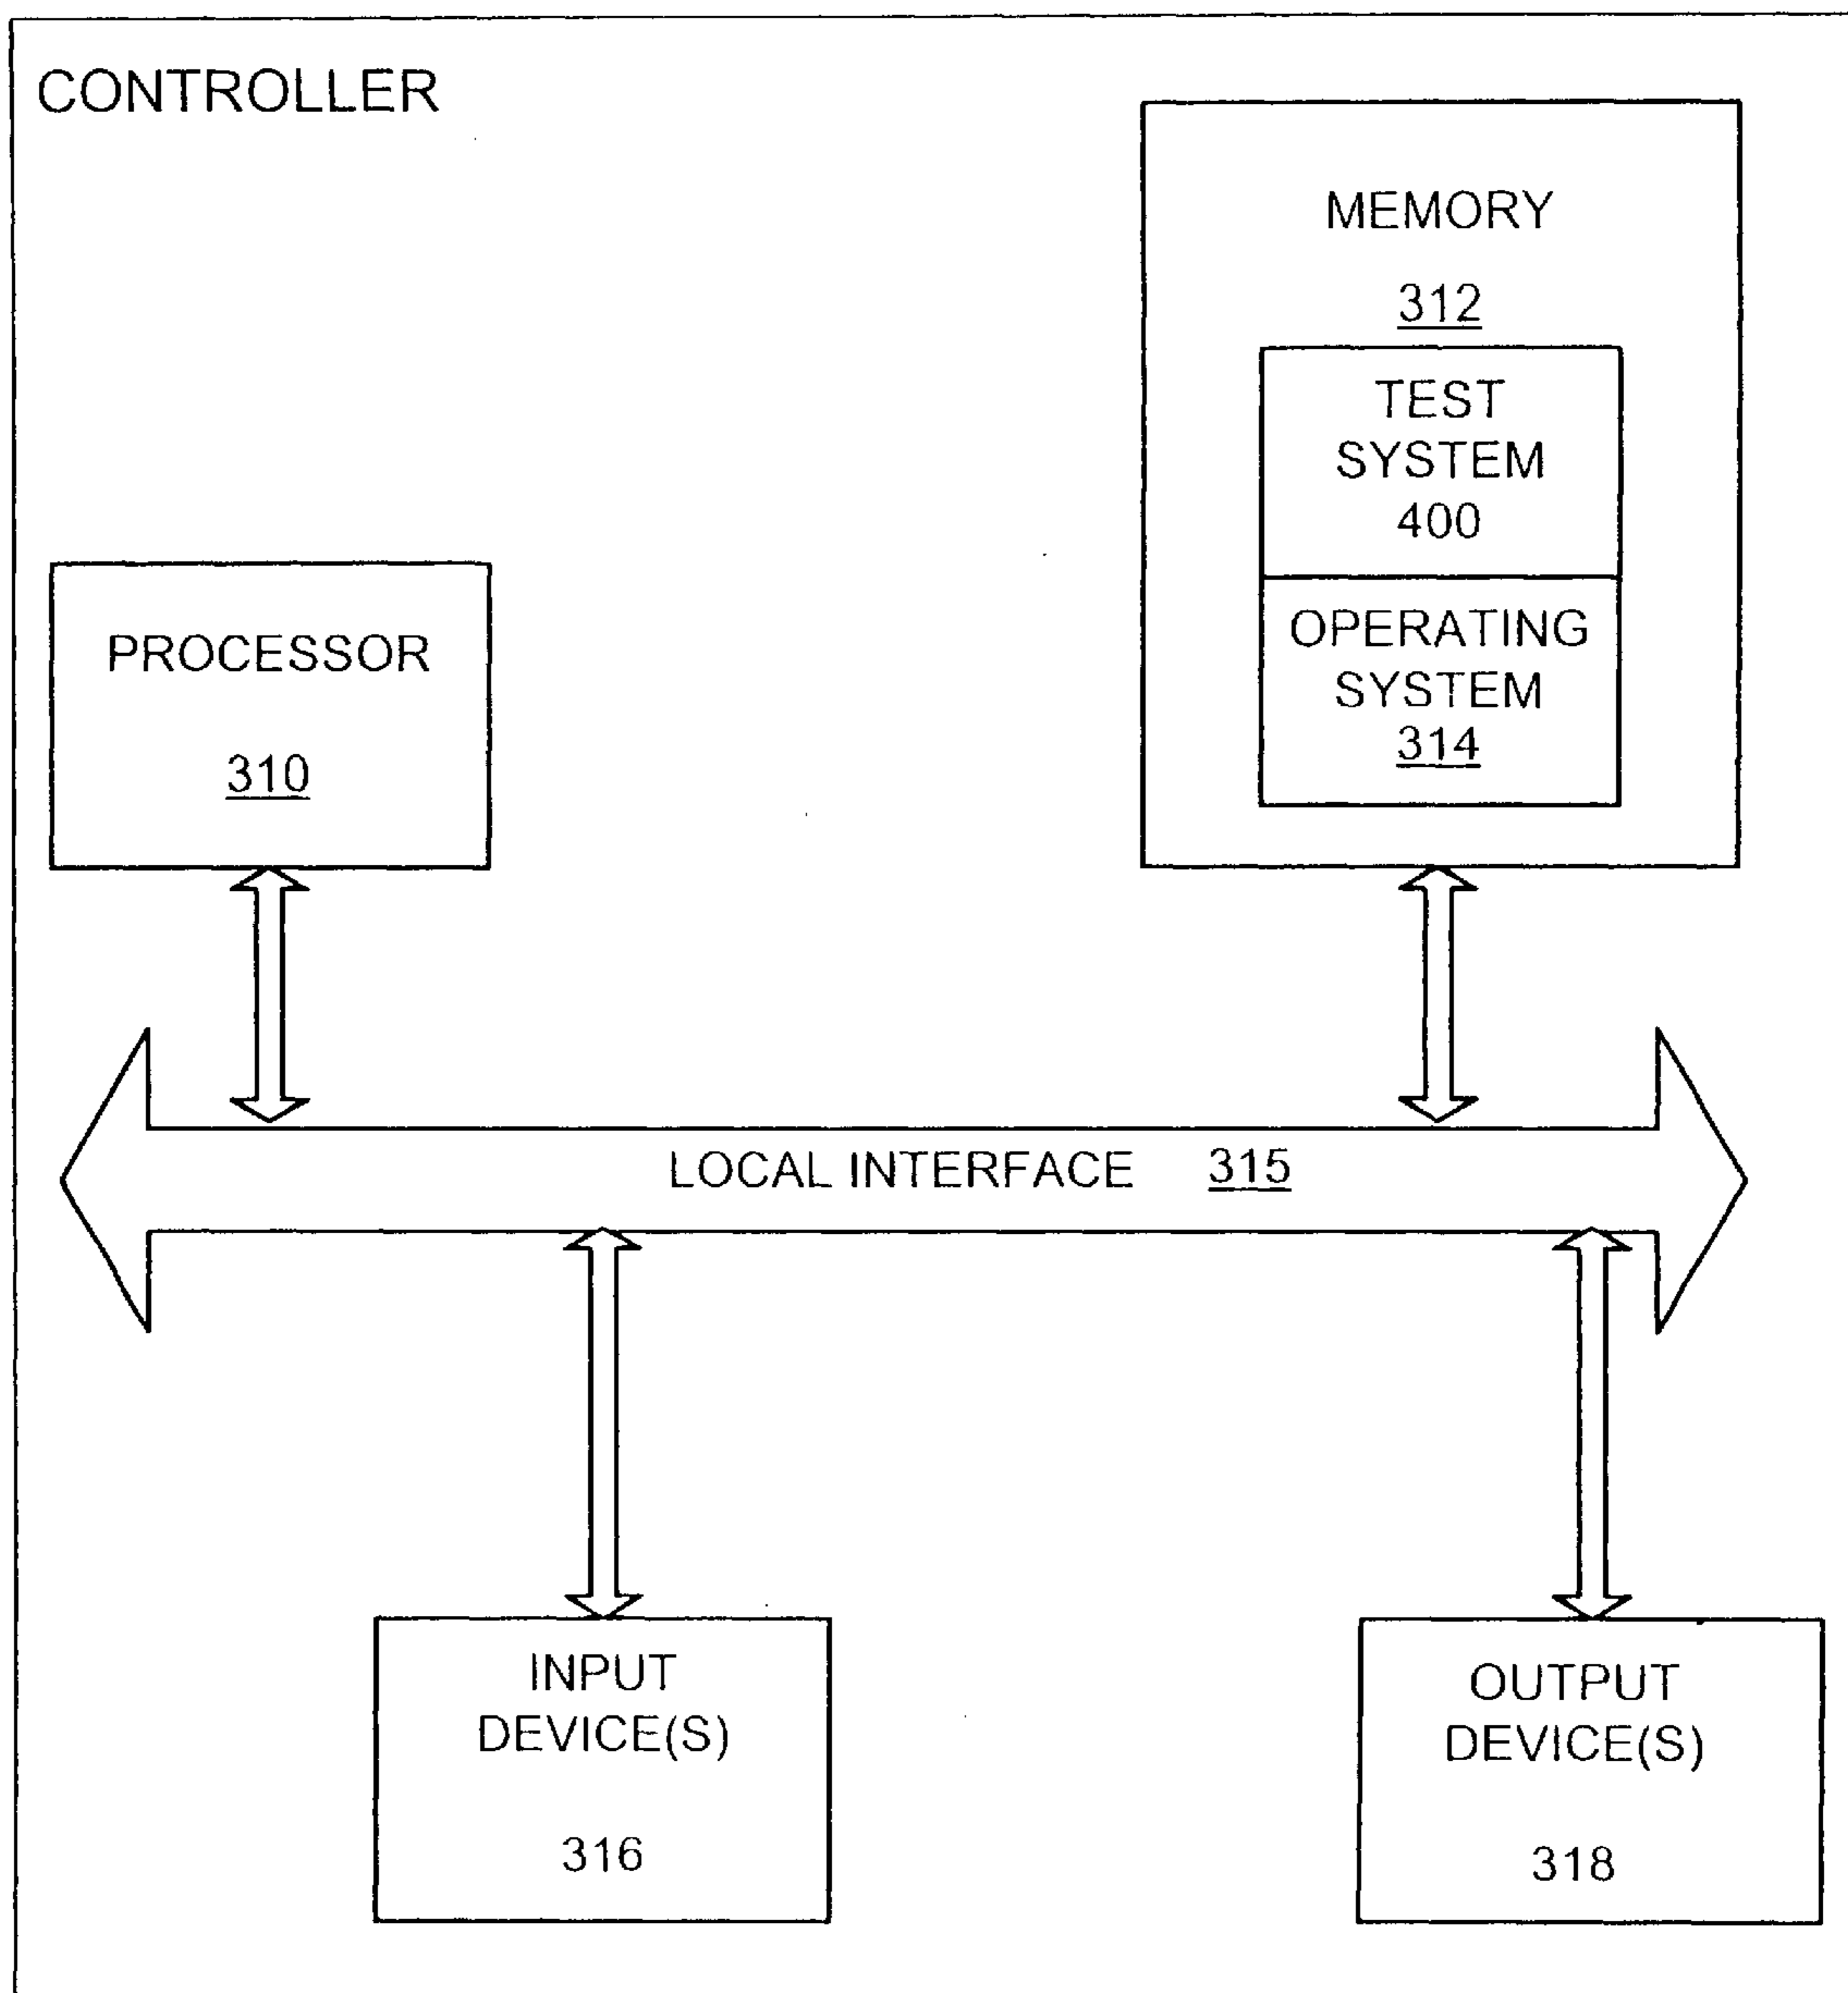 CONTROLLER
MEMORY
312
TEST
SYSTEM
400
OPERATING
SYSTEM
314
PROCESSOR
310
LOCAL INTERFACE 315
INPUT
DEVICE(S)
316
OUTPUT
DEVICE(S)
318